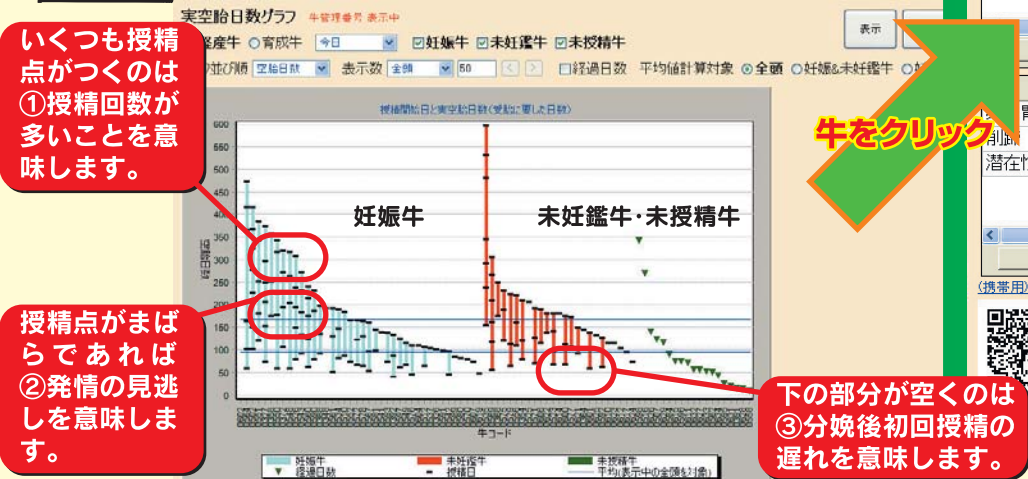 実空胎日数グラフ 牛管理番号 表示中
産牛 ○育成牛 今日 ☑妊娠牛 ☑未妊鑑牛 ☑未授精牛
並び順 空胎日数 表示数 全頭 60 < > □経過日数 平均値計算対象 ◉全頭 ○妊娠&未妊鑑牛
表示
いくつも授精
点がつくのは
①授精回数が
多いことを意
味します。
授精開始日と実空胎日数(受胎に要した日数)
600
550
500
450
400
350
300
250
200
150
100
50
0
空胎日数
妊娠牛
未妊鑑牛・未授精牛
牛をクリック
削蹄
潜在性
(携帯用)
授精点がまば
らであれば
②発情の見逃
しを意味しま
す。
下の部分が空くのは
③分娩後初回授精の
遅れを意味します。
牛コード
妊娠牛 未妊鑑牛 未授精牛
経過日数 授精日 平均(表示中の全頭を対象)